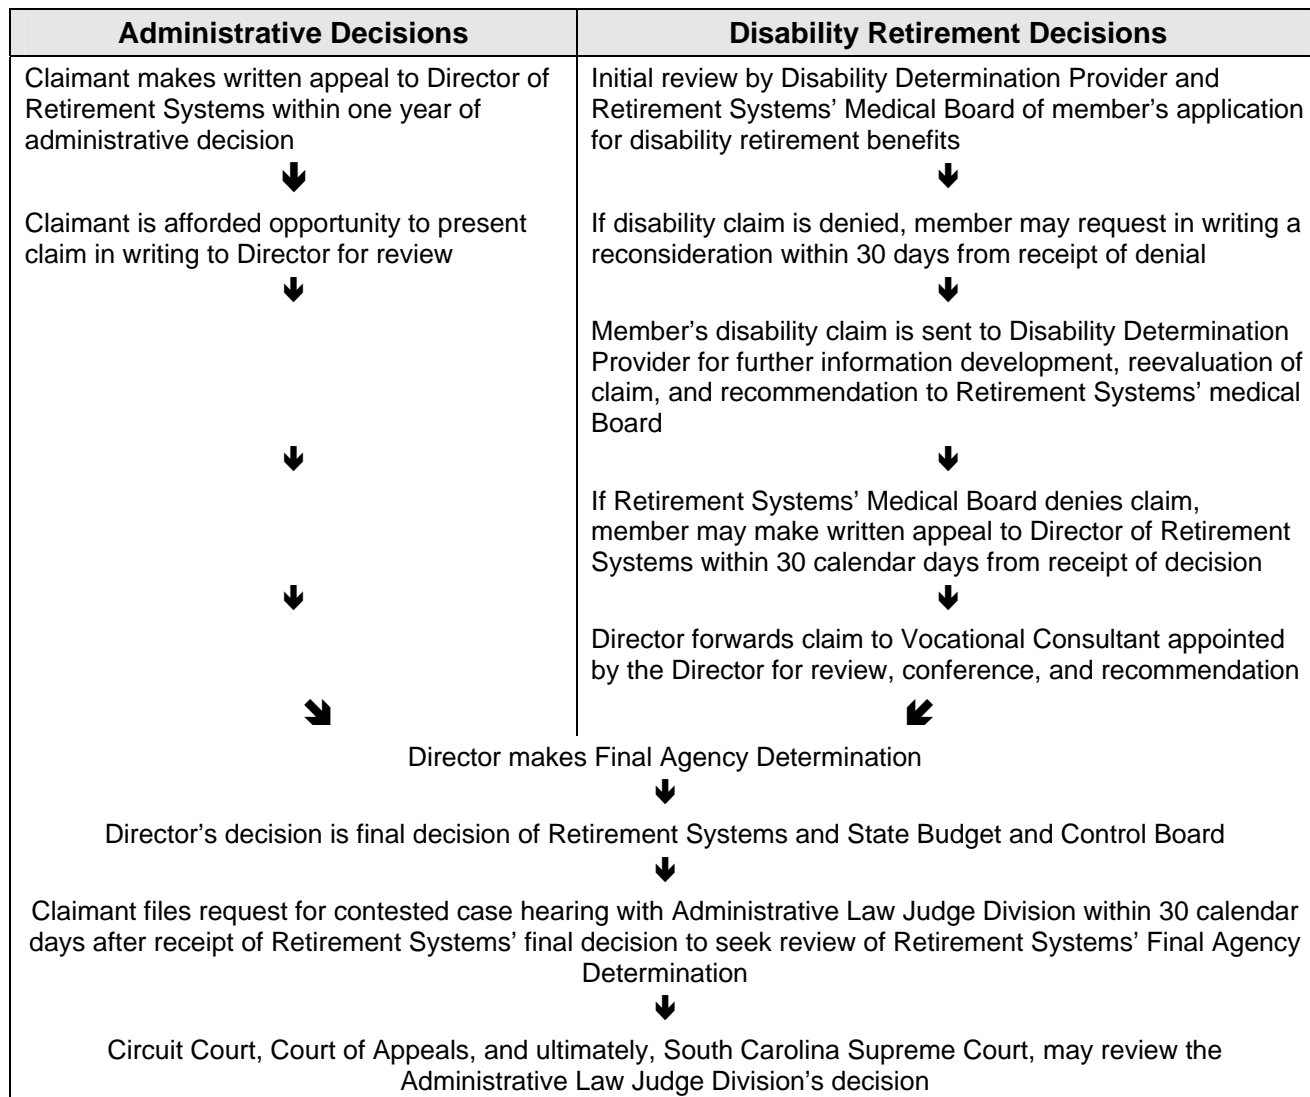 Administrative Decisions
Disability Retirement Decisions
Claimant makes written appeal to Director of
Retirement Systems within one year of
administrative decision
Claimant is afforded opportunity to present
claim in writing to Director for review
Initial review by Disability Determination Provider and
Retirement Systems’ Medical Board of member’s application
for disability retirement benefits
If disability claim is denied, member may request in writing a
reconsideration within 30 days from receipt of denial
Member’s disability claim is sent to Disability Determination
Provider for further information development, reevaluation of
claim, and recommendation to Retirement Systems’ medical
Board
If Retirement Systems’ Medical Board denies claim,
member may make written appeal to Director of Retirement
Systems within 30 calendar days from receipt of decision
Director forwards claim to Vocational Consultant appointed
by the Director for review, conference, and recommendation
Director makes Final Agency Determination
Director’s decision is final decision of Retirement Systems and State Budget and Control Board
Claimant files request for contested case hearing with Administrative Law Judge Division within 30 calendar
days after receipt of Retirement Systems’ final decision to seek review of Retirement Systems’ Final Agency
Determination
Circuit Court, Court of Appeals, and ultimately, South Carolina Supreme Court, may review the
Administrative Law Judge Division’s decision